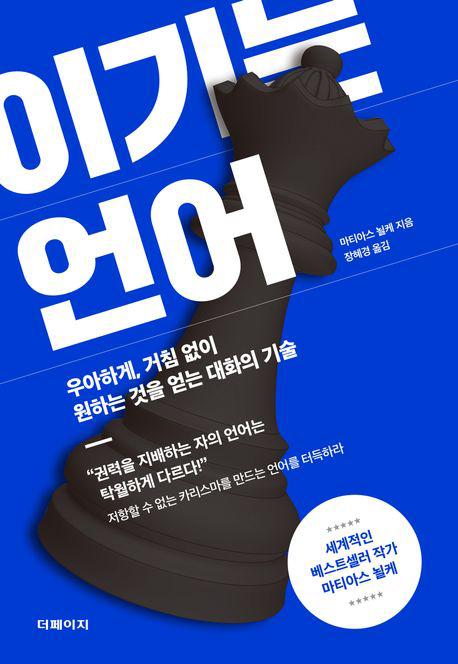 이기는
언어
마티아스 뇔케 지음
장혜경 옮김
우아하게, 거침 없이
원하는 것을 얻는 대화의 기술
“권력을 지배하는 자의 언어는
탁월하게 다르다!”
저항할 수 없는 카리스마를 만드는 언어를 터득하라
★★★★★
세계적인
베스트셀러 작가
마티아스 뇔케
★★★★★
더페이지